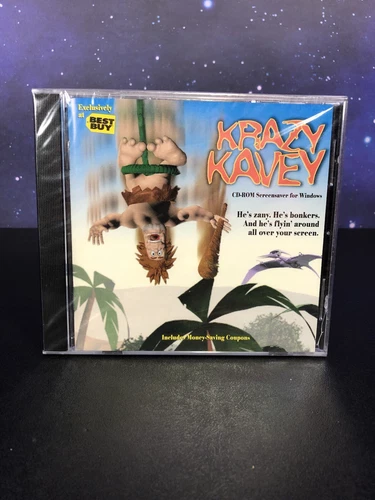 Exclusively
at BEST
BUY
KRAZY
KAVEY
CD-ROM Screensaver for Windows
He's zany. He's bonkers.
And he's flyin' around
all over your screen.
Includes Money-Saving Coupons